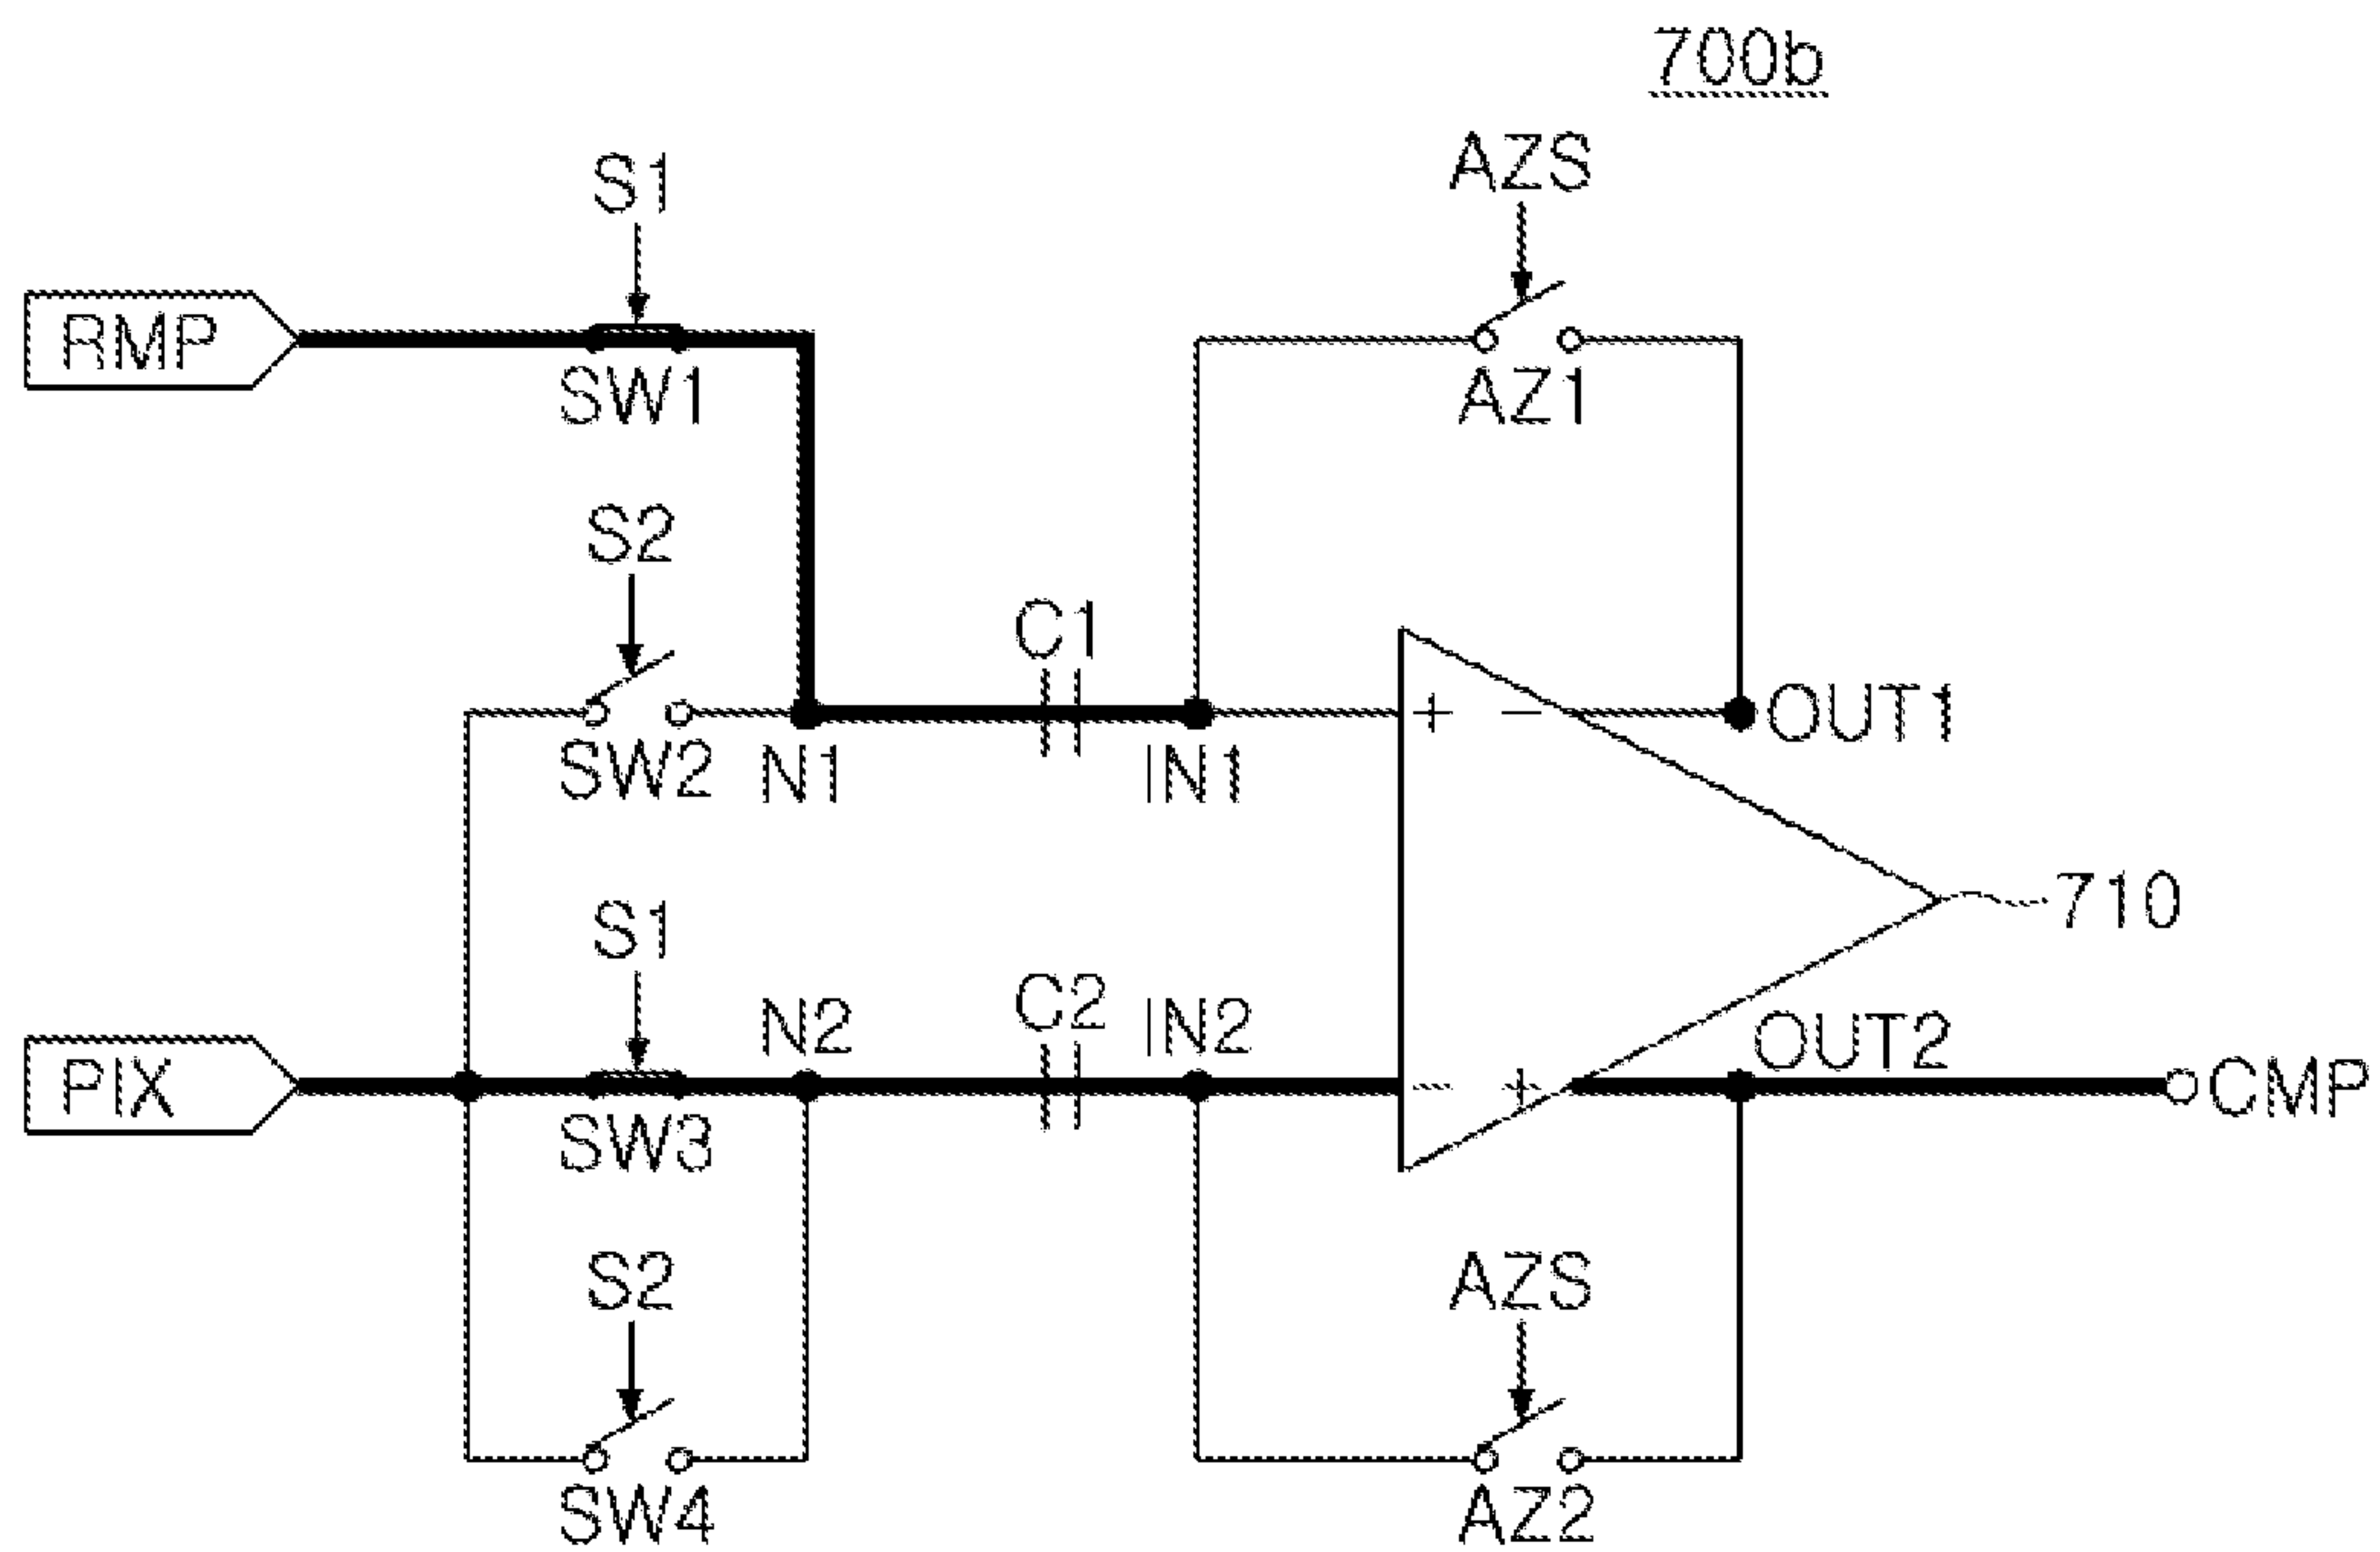 700b
S1
AZS
RMP
SW1
AZ1
S2
C1
+ −
OUT1
SW2
N1
IN1
710
S1
N2
C2
IN2
OUT2
PIX
− +
CMP
SW3
S2
AZS
SW4
AZ2